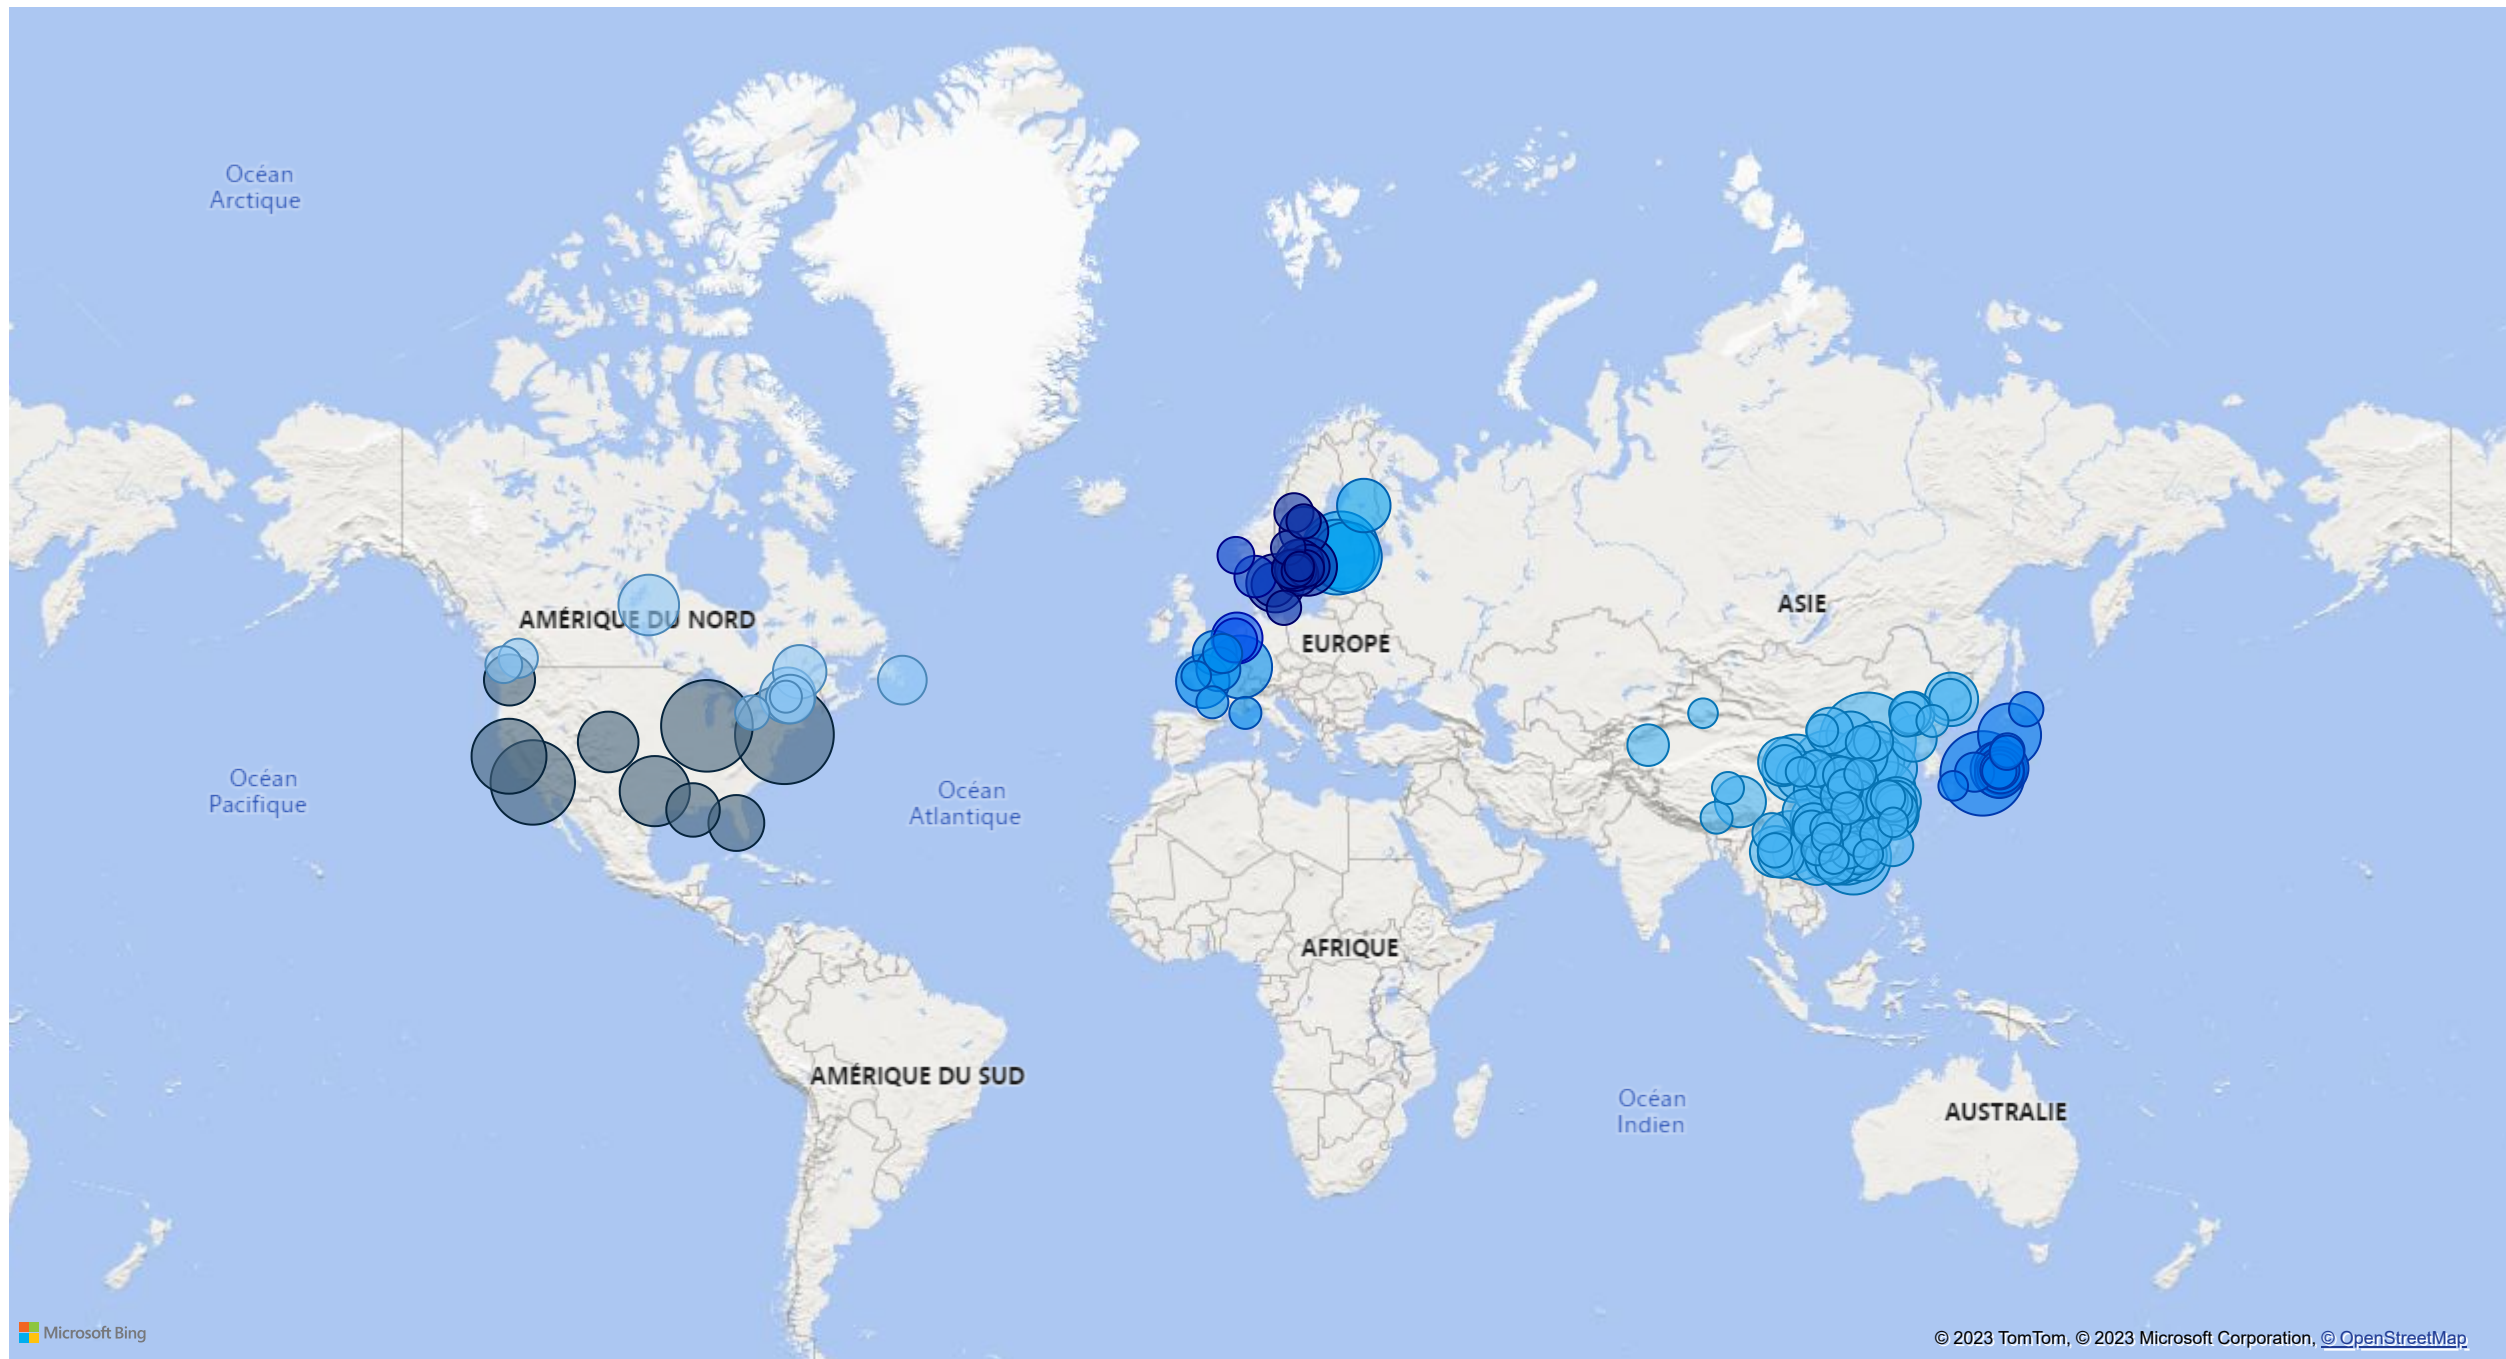 Océan
Arctique
AMÉRIQUE DU NORD
ASIE
EUROPE
Océan
Pacifique
Océan
Atlantique
AFRIQUE
AMÉRIQUE DU SUD
Océan
Indien
AUSTRALIE
Microsoft Bing
© 2023 TomTom, © 2023 Microsoft Corporation, © OpenStreetMap